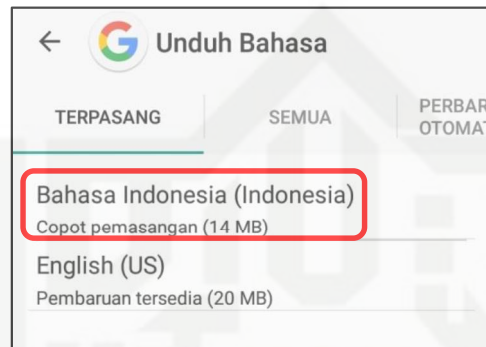 Unduh Bahasa
TERPASANG
SEMUA
PERBAR
OTOMAT
Bahasa Indonesia (Indonesia)
Copot pemasangan (14 MB)
English (US)
Pembaruan tersedia (20 MB)